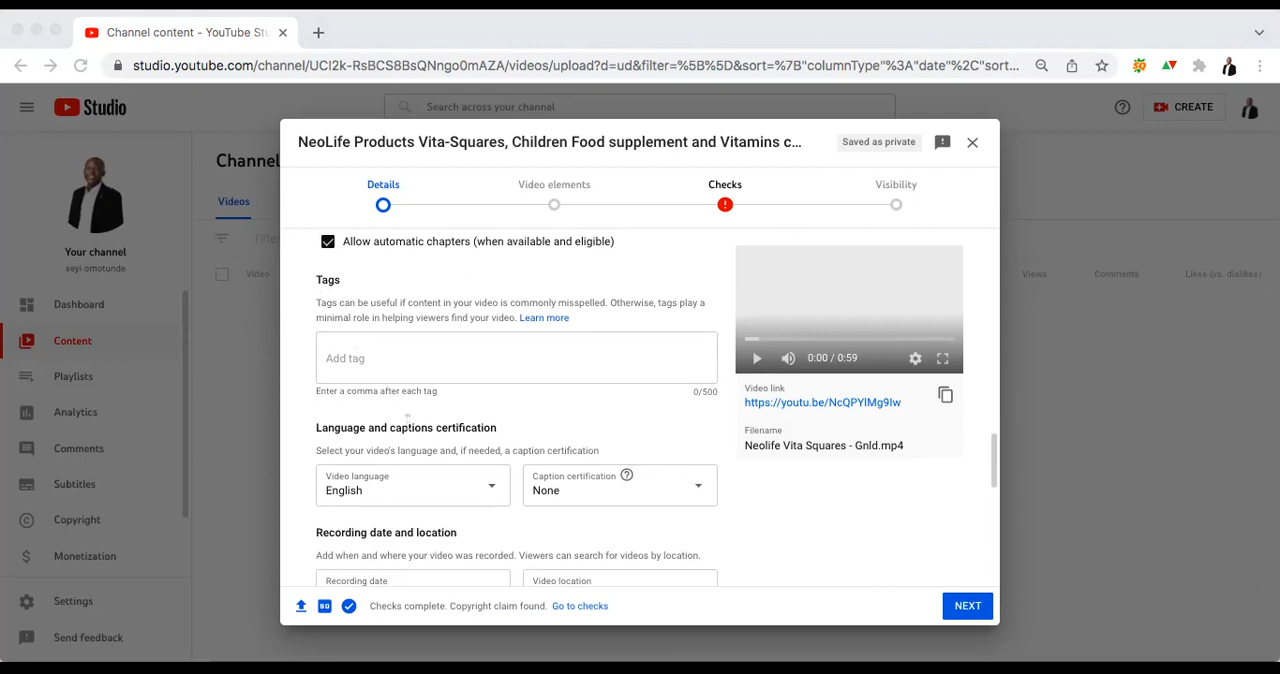 Channel content - YouTube Stu
studio.youtube.com/channel/UCI2k-RsBCS8BsQNngo0mAZA/videos/upload?d=ud&filter=%5B%5D&sort=%7B"columnType"%3A"date"%2C"sort...
Studio
Search across your channel
CREATE
Your channel
seyi omotunde
Dashboard
Content
Playlists
Analytics
Comments
Subtitles
Copyright
Monetization
Settings
Send feedback
Channel
Videos
Filter
Video
Views
Comments
Likes (vs. dislikes)
NeoLife Products Vita-Squares, Children Food supplement and Vitamins c...
Saved as private
Details
Video elements
Checks
Visibility
Allow automatic chapters (when available and eligible)
Tags
Tags can be useful if content in your video is commonly misspelled. Otherwise, tags play a
minimal role in helping viewers find your video. Learn more
Add tag
Enter a comma after each tag
0/500
Language and captions certification
Select your video's language and, if needed, a caption certification
Video language
English
Caption certification
None
Recording date and location
Add when and where your video was recorded. Viewers can search for videos by location.
Recording date
Video location
0:00 / 0:59
Video link
https://youtu.be/NcQPYIMg9Iw
Filename
Neolife Vita Squares - Gnld.mp4
SD
Checks complete. Copyright claim found. Go to checks
NEXT